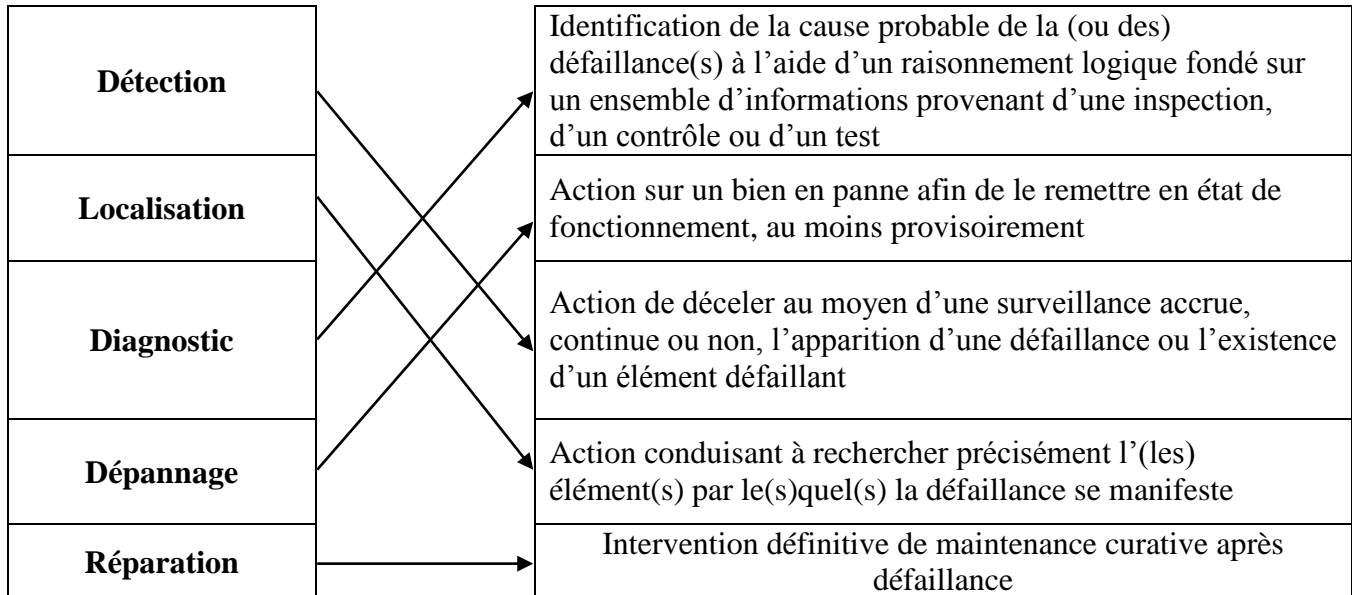 Détection
Identification de la cause probable de la (ou des)
défaillance(s) à l’aide d’un raisonnement logique fondé sur
un ensemble d’informations provenant d’une inspection,
d’un contrôle ou d’un test
Localisation
Action sur un bien en panne afin de le remettre en état de
fonctionnement, au moins provisoirement
Diagnostic
Action de déceler au moyen d’une surveillance accrue,
continue ou non, l’apparition d’une défaillance ou l’existence
d’un élément défaillant
Dépannage
Action conduisant à rechercher précisément l’(les)
élément(s) par le(s)quel(s) la défaillance se manifeste
Réparation
Intervention définitive de maintenance curative après
défaillance